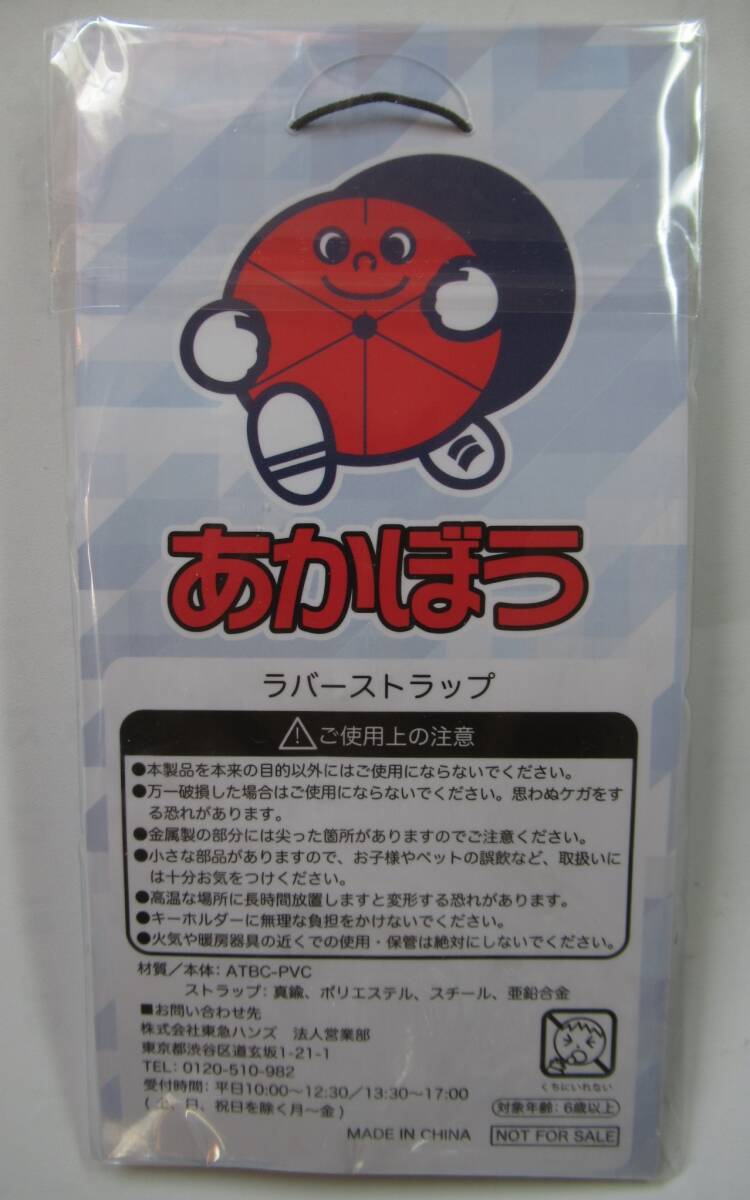 あかぼう
ラバーストラップ
ご使用上の注意
●本製品を本来の目的以外にはご使用にならないでください。
●万一破損した場合はご使用にならないでください。思わぬケガをす
る恐れがあります。
●金属製の部分には尖った箇所がありますのでご注意ください。
●小さな部品がありますので、お子様やペットの誤飲など、取扱いに
は十分お気をつけください。
●高温な場所に長時間放置しますと変形する恐れがあります。
●キーホルダーに無理な負担をかけないでください。
●火気や暖房器具の近くでの使用・保管は絶対にしないでください。
材質／本体：ATBC-PVC
ストラップ：真鍮、ポリエステル、スチール、亜鉛合金
■お問い合わせ先
株式会社東急ハンズ　法人営業部
東京都渋谷区道玄坂1-21-1
TEL：0120-510-982
受付時間：平日10:00～12:30／13:30～17:00
（土、日、祝日を除く月～金）
くちにいれない
対象年齢：6歳以上
MADE IN CHINA
NOT FOR SALE